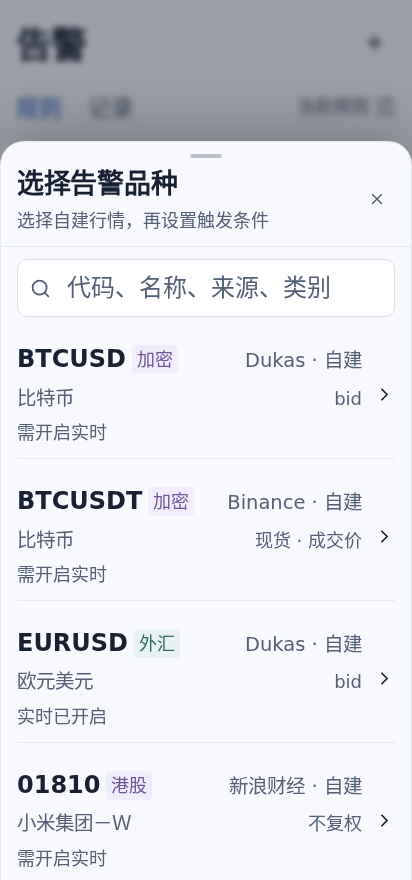 告警
规则 记录 当前规则
选择告警品种
选择自建行情，再设置触发条件
代码、名称、来源、类别
BTCUSD 加密 Dukas · 自建
比特币 bid
需开启实时
BTCUSDT 加密 Binance · 自建
比特币 现货 · 成交价
需开启实时
EURUSD 外汇 Dukas · 自建
欧元美元 bid
实时已开启
01810 港股 新浪财经 · 自建
小米集团－W 不复权
需开启实时